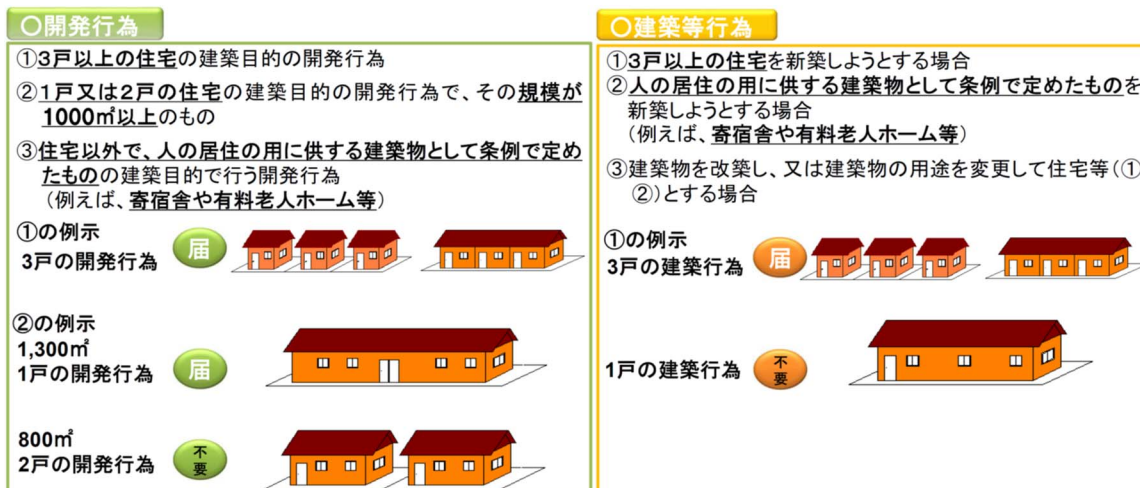 〇開発行為
①3戸以上の住宅の建築目的の開発行為
②1戸又は2戸の住宅の建築目的の開発行為で、その規模が
1000㎡以上のもの
③住宅以外で、人の居住の用に供する建築物として条例で定め
たものの建築目的で行う開発行為
(例えば、寄宿舎や有料老人ホーム等)
①の例示
3戸の開発行為
届
②の例示
1,300㎡
1戸の開発行為
届
800㎡
2戸の開発行為
不
要
〇建築等行為
①3戸以上の住宅を新築しようとする場合
②人の居住の用に供する建築物として条例で定めたものを
新築しようとする場合
(例えば、寄宿舎や有料老人ホーム等)
③建築物を改築し、又は建築物の用途を変更して住宅等(①
②)とする場合
①の例示
3戸の建築行為
届
1戸の建築行為
不
要